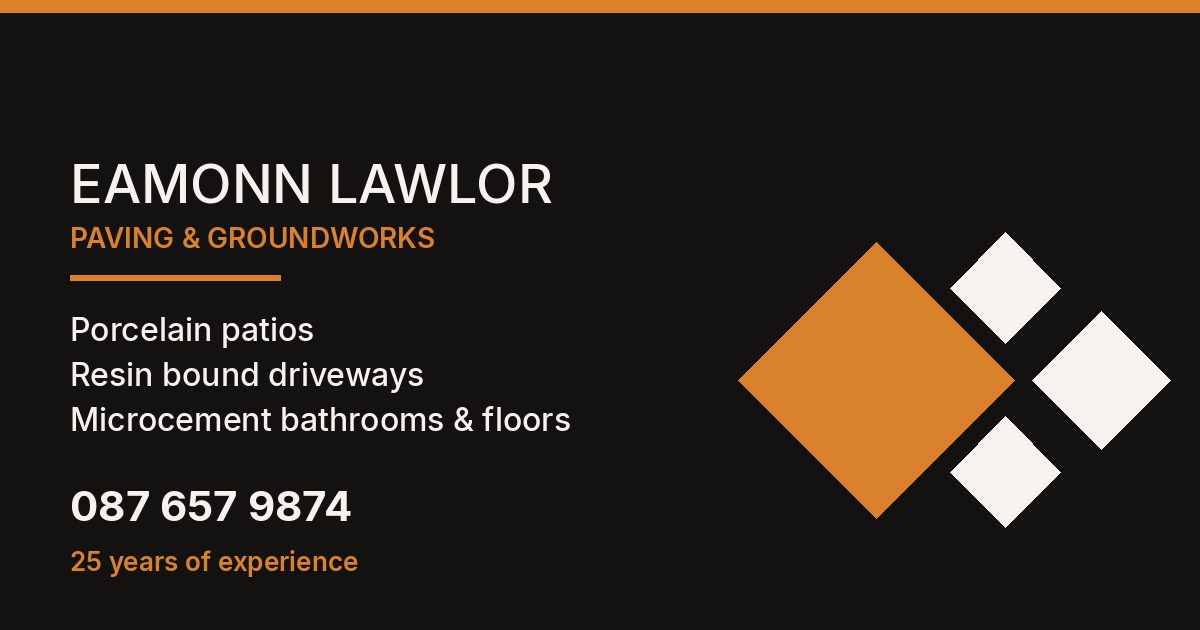 EAMONN LAWLOR
PAVING & GROUNDWORKS
Porcelain patios
Resin bound driveways
Microcement bathrooms & floors
087 657 9874
25 years of experience